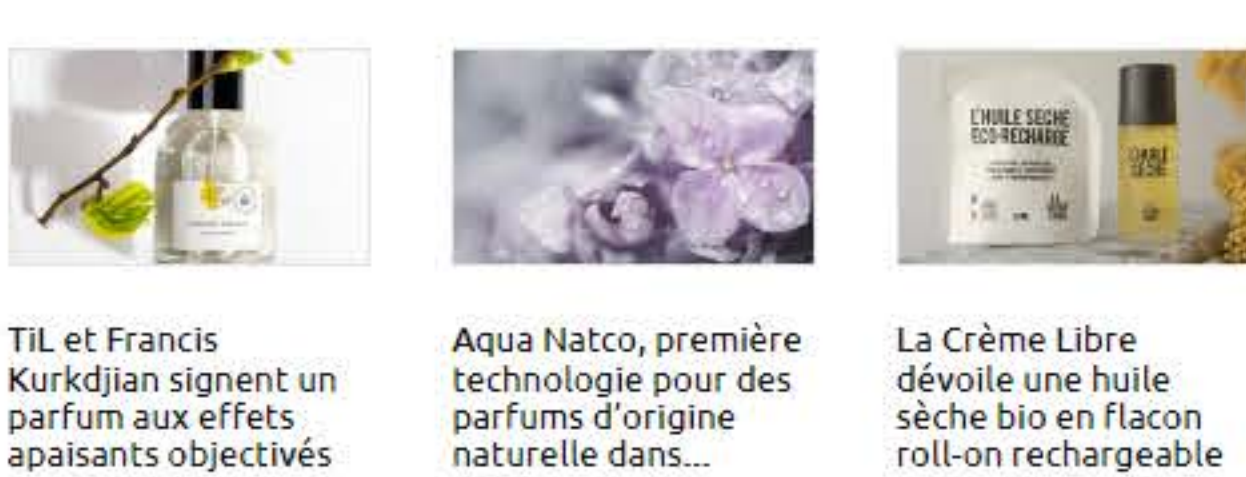 L'HUILE SÈCHE
ECO-RECHARGE
TiL et Francis
Kurkdjian signent un
parfum aux effets
apaisants objectivés
Aqua Natco, première
technologie pour des
parfums d'origine
naturelle dans...
La Crème Libre
dévoile une huile
sèche bio en flacon
roll-on rechargeable